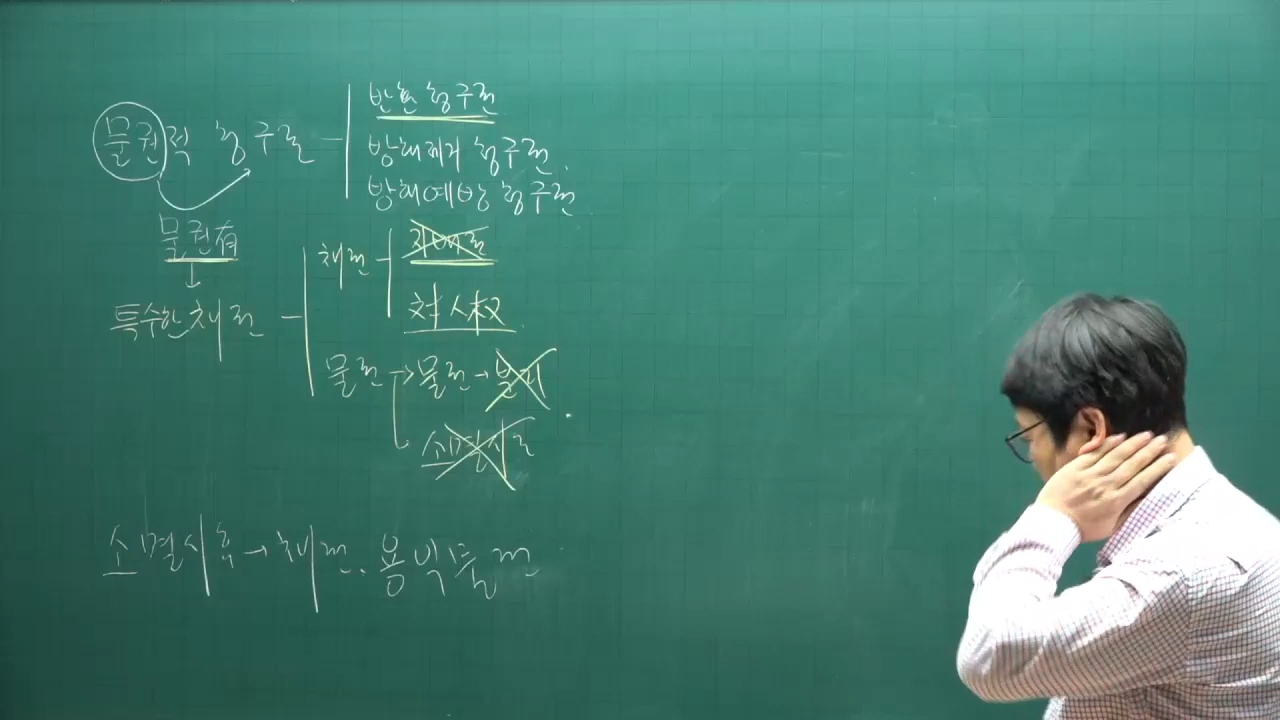 물권적 청구권
반환청구권
방해제거 청구권.
방해예방 청구권
물권有
↓
특수한 채권
채권
対人权
물권 → 물권 →
소멸시효 → 채권. 용익물권